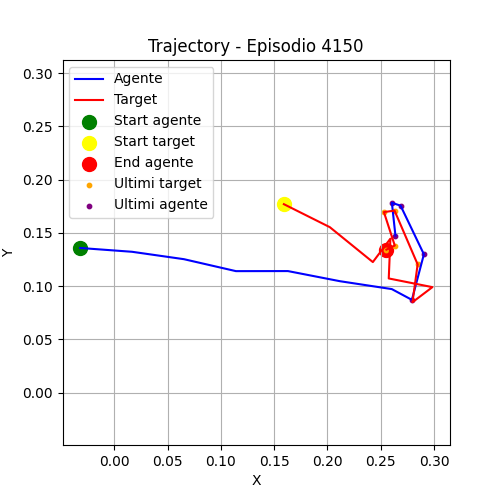 Trajectory - Episodio 4150
Agente
Target
Start agente
Start target
End agente
Ultimi target
Ultimi agente
0.30
0.25
0.20
0.15
0.10
0.05
0.00
Y
0.00 0.05 0.10 0.15 0.20 0.25 0.30
X